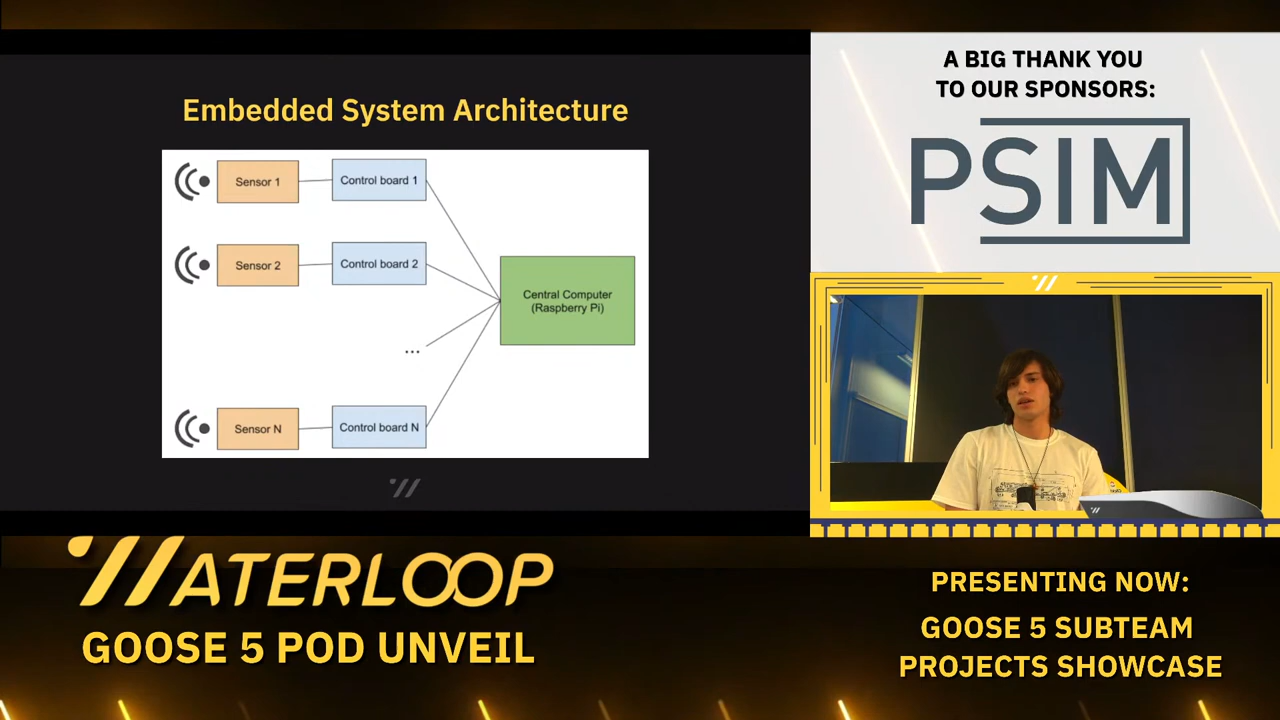 Embedded System Architecture
Sensor 1
Control board 1
Sensor 2
Control board 2
Central Computer
(Raspberry Pi)
...
Sensor N
Control board N
A BIG THANK YOU
TO OUR SPONSORS:
PSIM
WATERLOOP
GOOSE 5 POD UNVEIL
PRESENTING NOW:
GOOSE 5 SUBTEAM
PROJECTS SHOWCASE